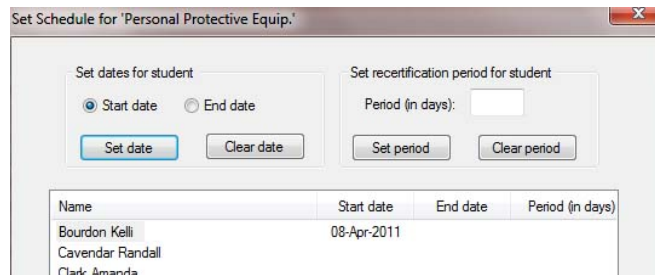 Set Schedule for 'Personal Protective Equip.'
Set dates for student
Set recertification period for student
Start date
End date
Period (in days):
Set date
Clear date
Set period
Clear period
Name Start date End date Period (in days)
Bourdon Kelli 08-Apr-2011
Cavendar Randall
Clark Amanda